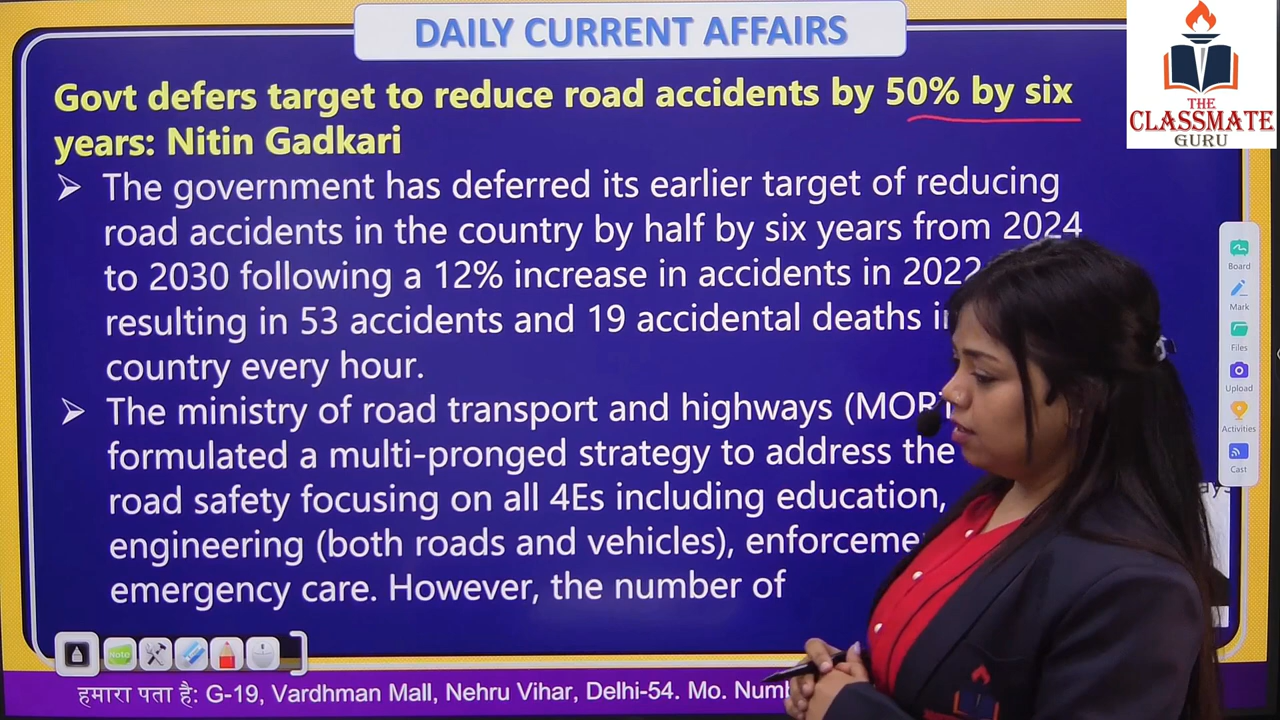 DAILY CURRENT AFFAIRS
THE
CLASSMATE
GURU
Govt defers target to reduce road accidents by 50% by six
years: Nitin Gadkari
➤ The government has deferred its earlier target of reducing
road accidents in the country by half by six years from 2024
to 2030 following a 12% increase in accidents in 2022
resulting in 53 accidents and 19 accidental deaths
country every hour.
➤ The ministry of road transport and highways
formulated a multi-pronged strategy to address the
road safety focusing on all 4Es including education,
engineering (both roads and vehicles),
emergency care. However, the number of
Board
Mark
Files
Upload
Activities
Cast
Note
हमारा पता है: G-19, Vardhman Mall, Nehru Vihar, Delhi-54. Mo.